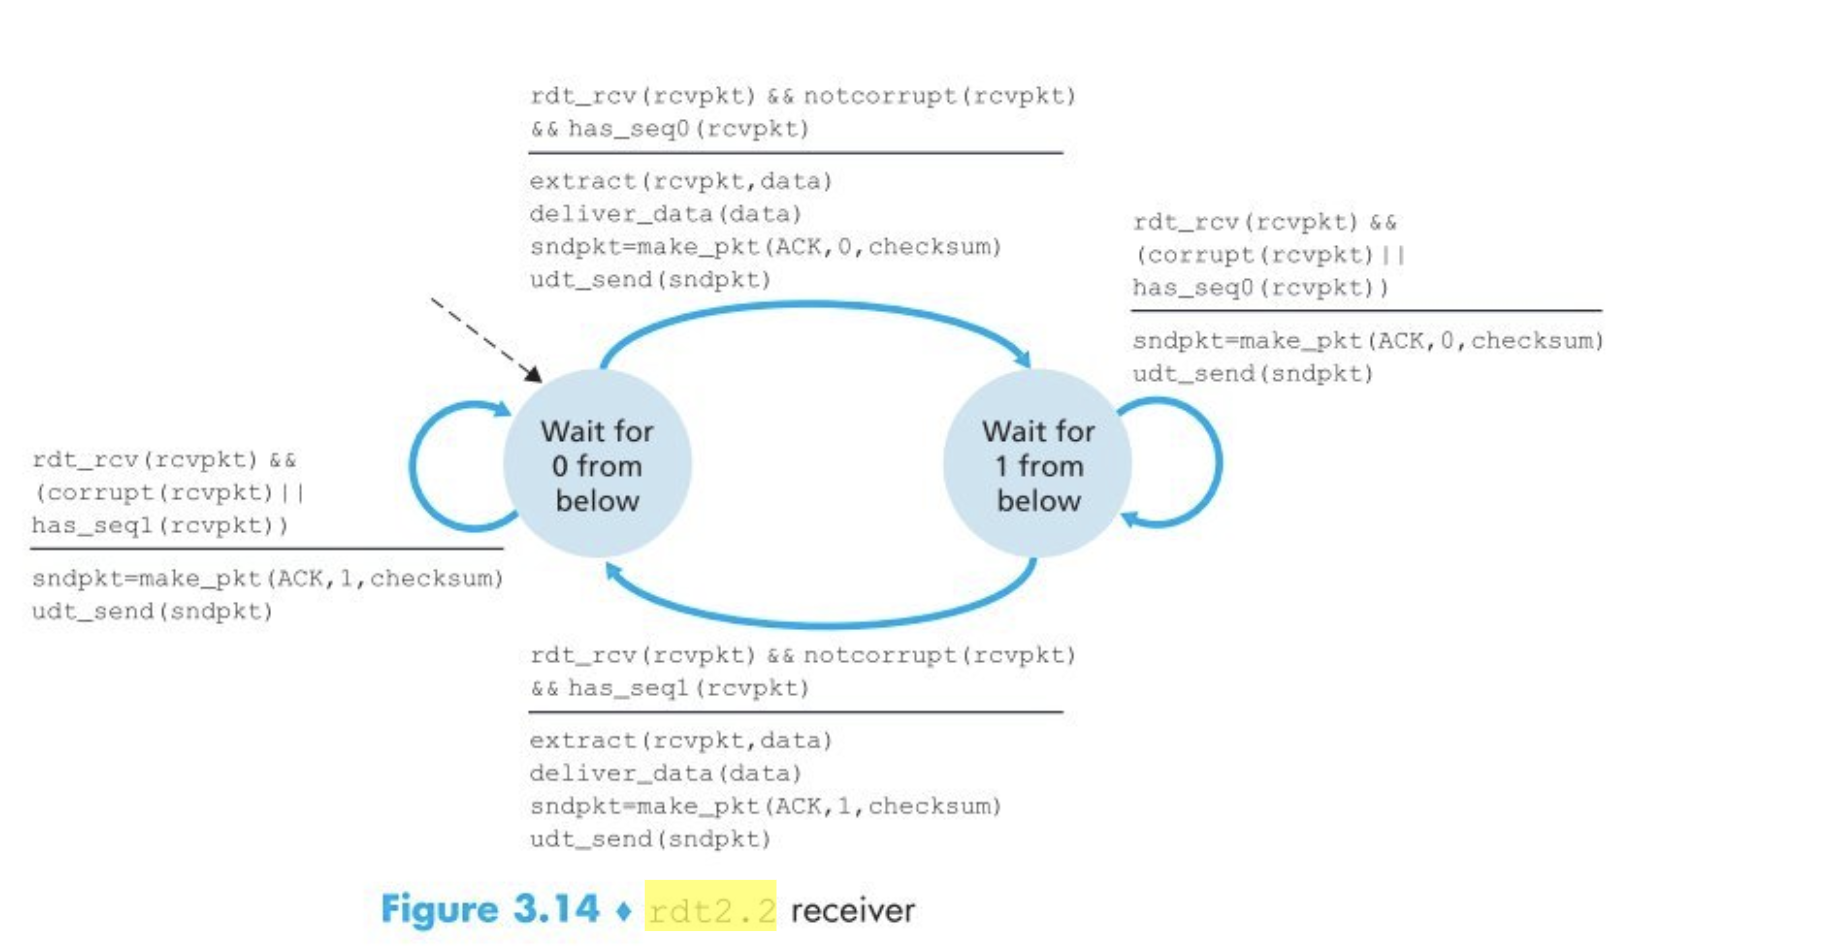 rdt_rcv(rcvpkt) && notcorrupt(rcvpkt)
&& has_seq0(rcvpkt)
extract(rcvpkt,data)
deliver_data(data)
sndpkt=make_pkt(ACK,0,checksum)
udt_send(sndpkt)
rdt_rcv(rcvpkt) &&
(corrupt(rcvpkt)||
has_seq0(rcvpkt))
sndpkt=make_pkt(ACK,0,checksum)
udt_send(sndpkt)
Wait for
0 from
below
Wait for
1 from
below
rdt_rcv(rcvpkt) &&
(corrupt(rcvpkt)||
has_seq1(rcvpkt))
sndpkt=make_pkt(ACK,1,checksum)
udt_send(sndpkt)
rdt_rcv(rcvpkt) && notcorrupt(rcvpkt)
&& has_seq1(rcvpkt)
extract(rcvpkt,data)
deliver_data(data)
sndpkt=make_pkt(ACK,1,checksum)
udt_send(sndpkt)
Figure 3.14 ♦ rdt2.2 receiver